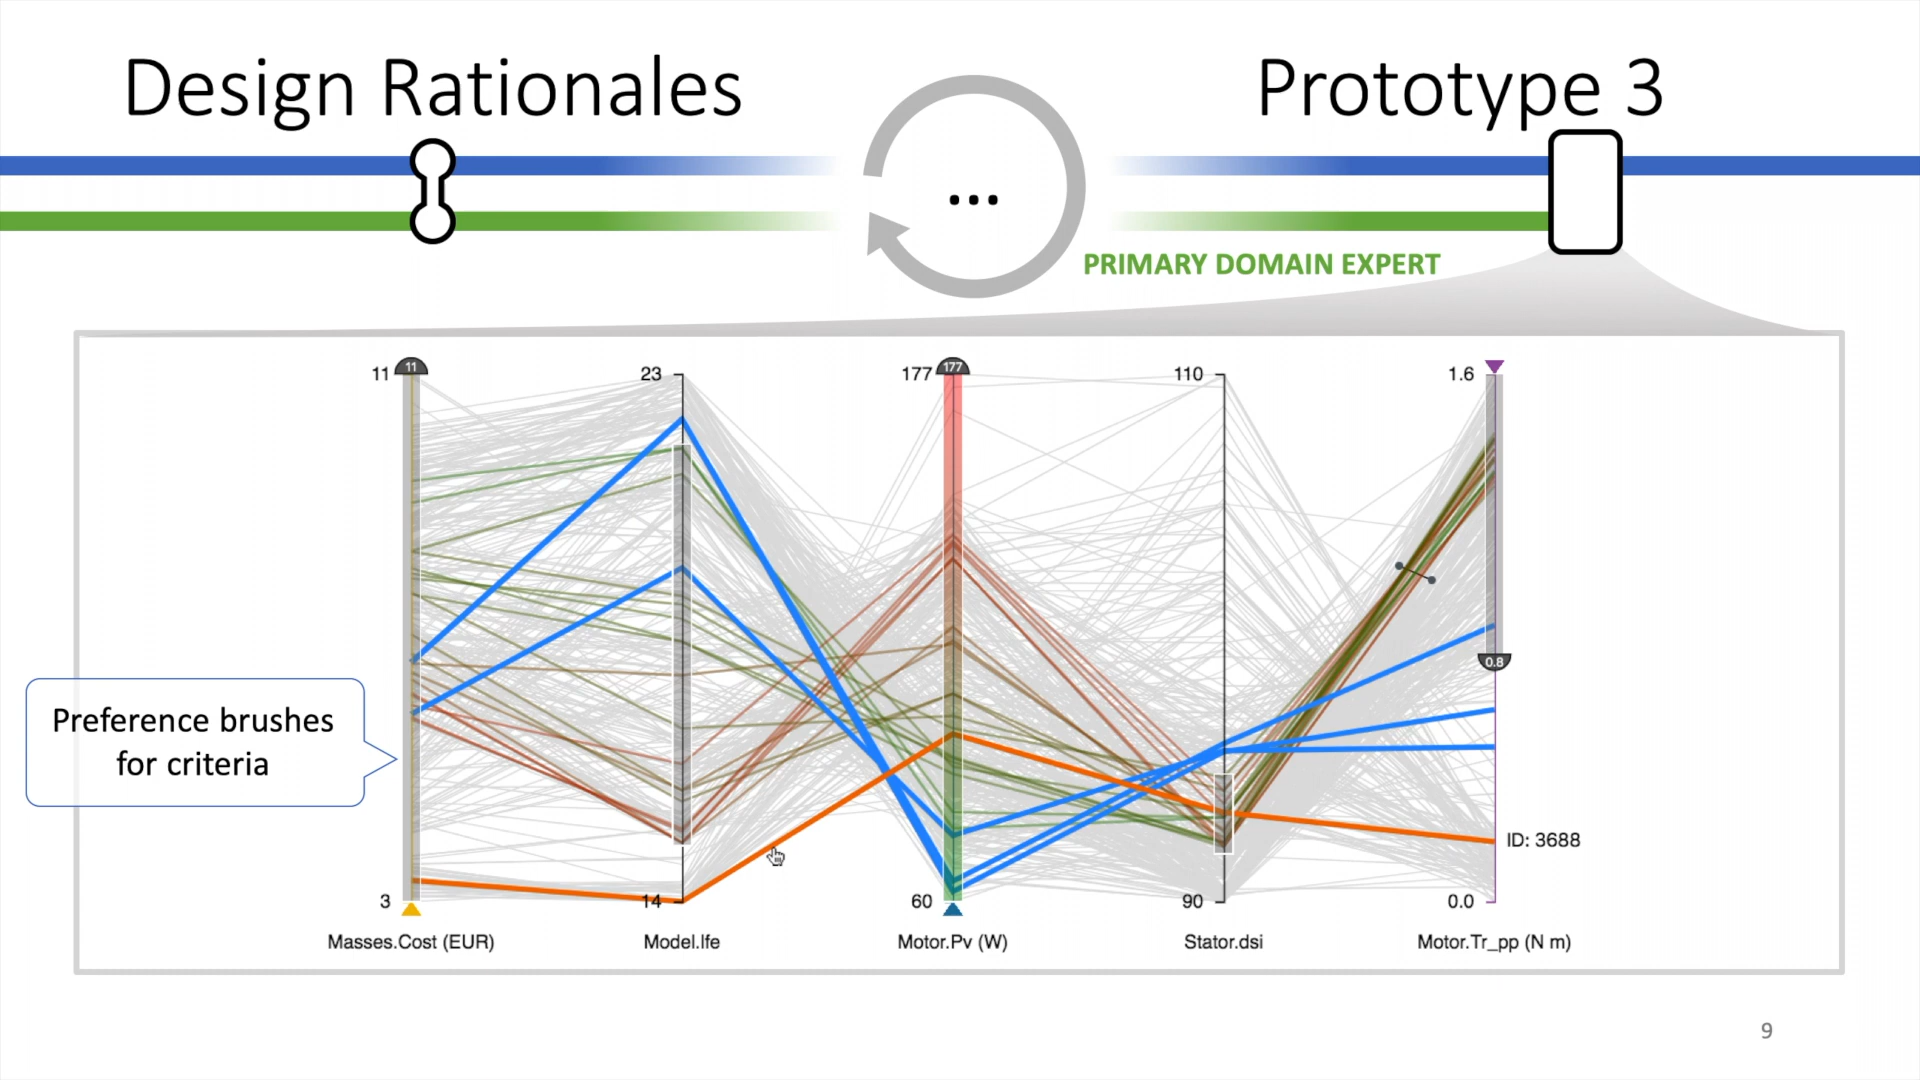 Design Rationales
Prototype 3
...
PRIMARY DOMAIN EXPERT
11
11
23
177
177
110
1.6
Preference brushes
for criteria
0.8
ID: 3688
3
14
60
90
0.0
Masses.Cost (EUR)
Model.lfe
Motor.Pv (W)
Stator.dsi
Motor.Tr_pp (N m)
9